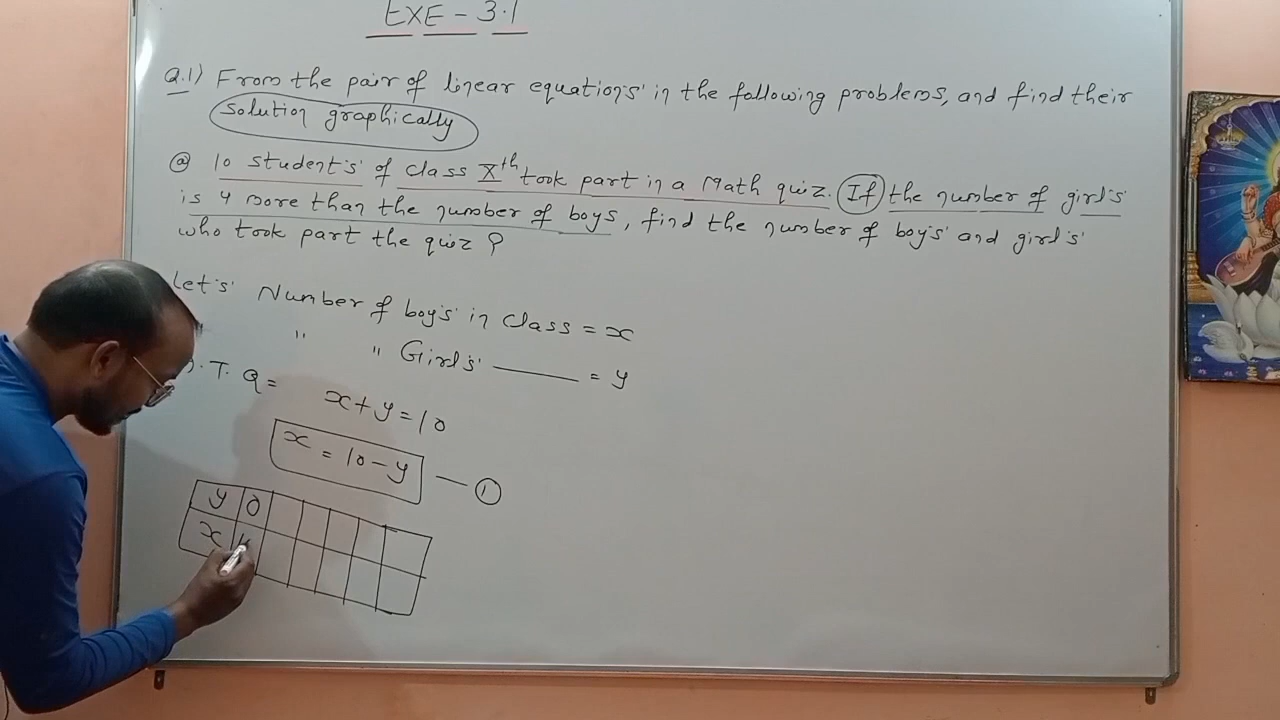 EXE - 3.1
Q.1) From the pair of linear equations in the following problems, and find their
solution graphically
@ 10 student's of class Xth took part in a Math quiz. If the number of girl's
is 4 more than the number of boys, find the number of boy's and girl's
who took part the quiz ?
Let's Number of boy's in class = x
" " Girl's ——— = y
. T. Q = x + y = 10
x = 10 - y — ①
y 0
x